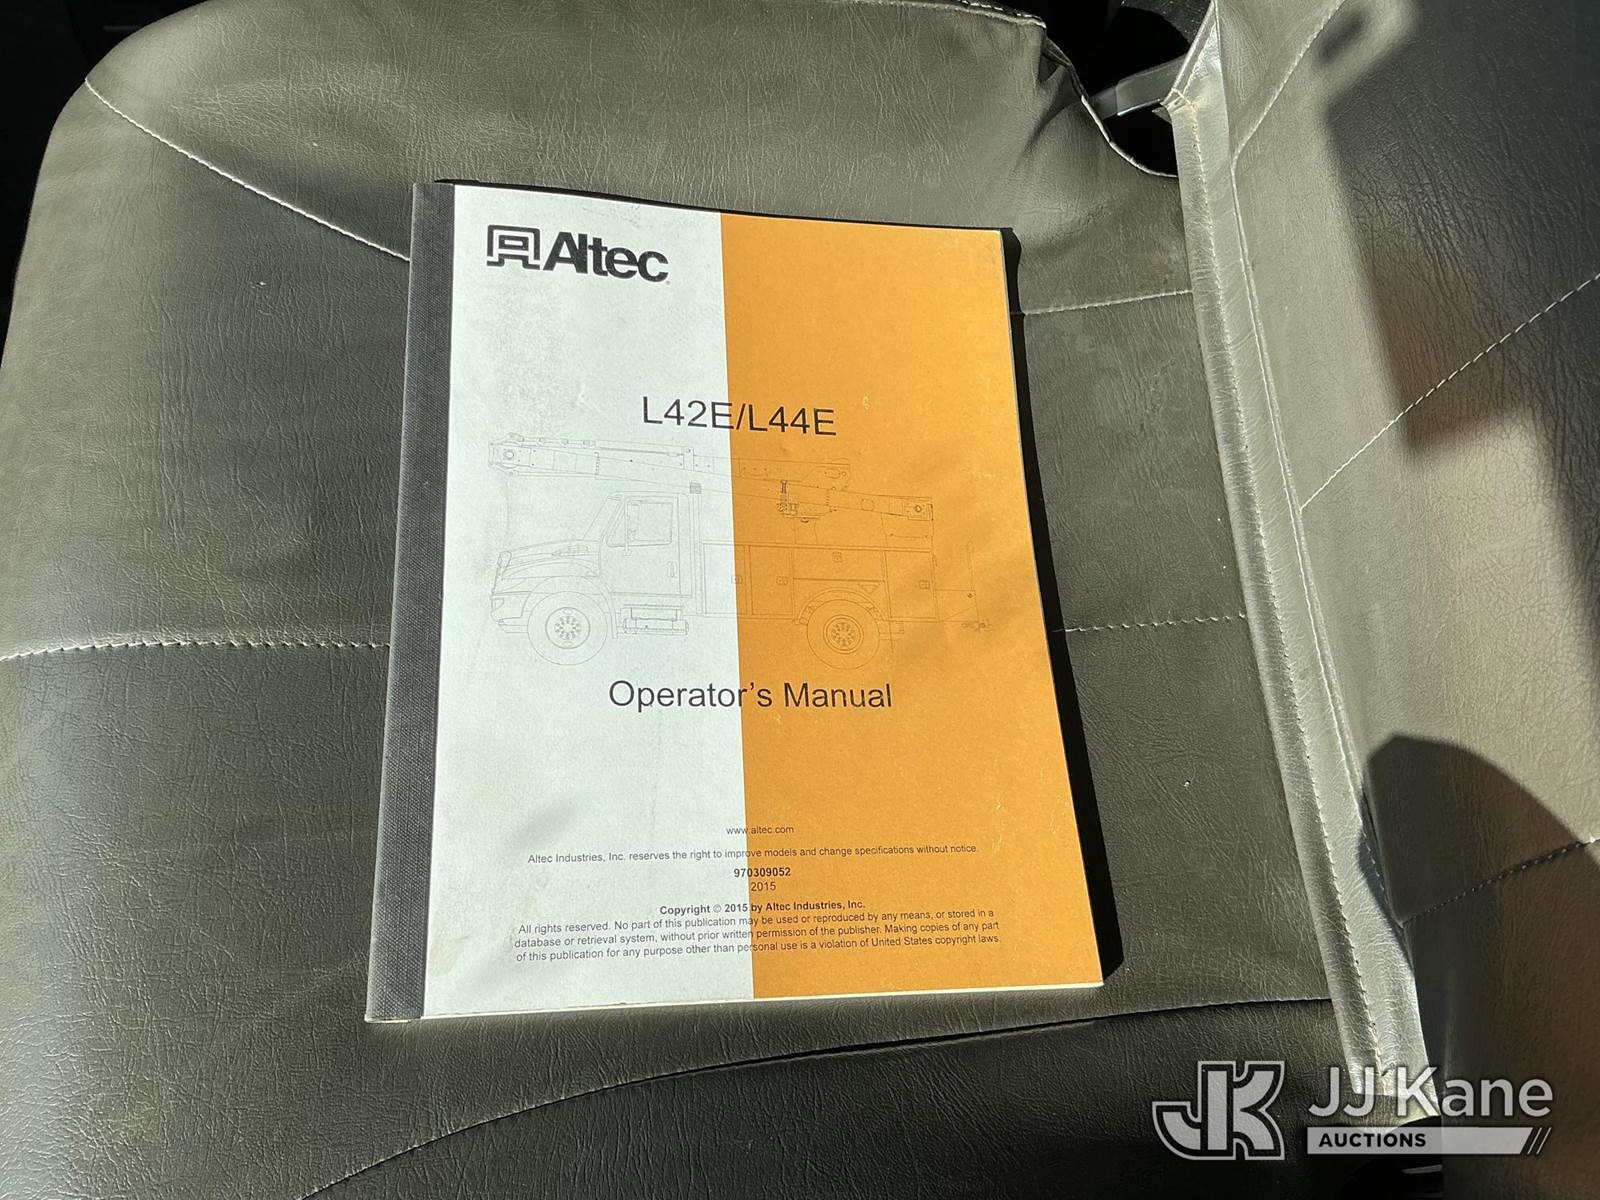 Altec
L42E/L44E
Operator's Manual
www.altec.com
Altec Industries, Inc. reserves the right to improve models and change specifications without notice.
970309052
2015
Copyright © 2015 by Altec Industries, Inc.
All rights reserved. No part of this publication may be used or reproduced by any means, or stored in a
database or retrieval system, without prior written permission of the publisher. Making copies of any part
of this publication for any purpose other than personal use is a violation of United States copyright laws.
JK JJ Kane
AUCTIONS